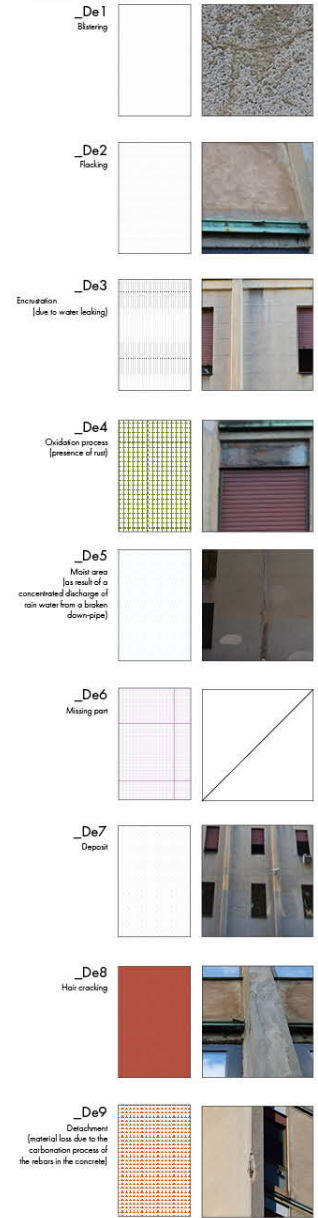 _De1
Blistering
_De2
Flacking
_De3
Encrustation
(due to water leaking)
_De4
Oxidation process
(presence of rust)
_De5
Moist area
(as result of a
concentrated discharge of
rain water from a broken
down-pipe)
_De6
Missing part
_De7
Deposit
_De8
Hair cracking
_De9
Detachment
(material loss due to the
carbonation process of
the rebars in the concrete)